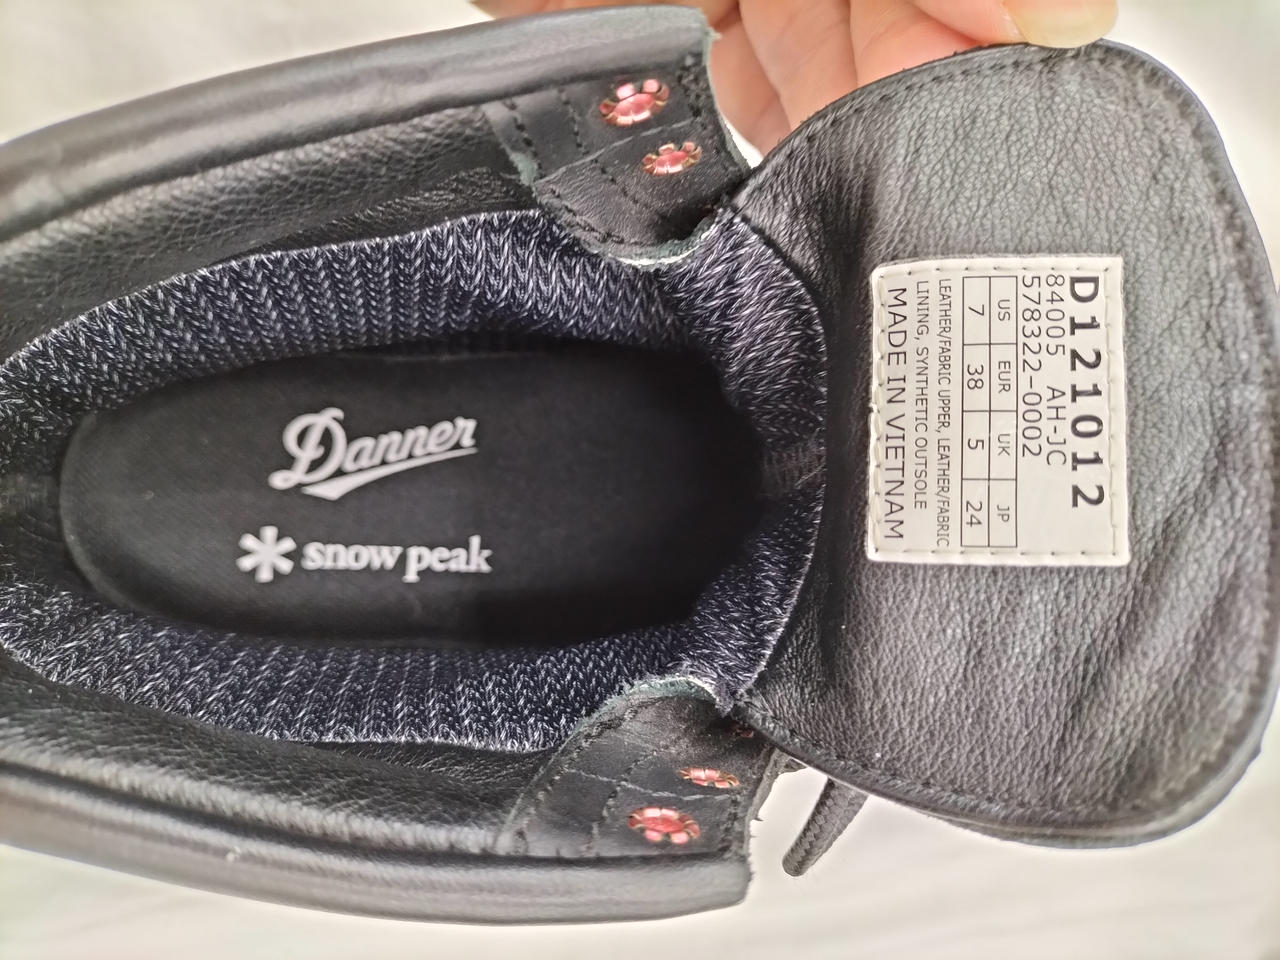 Danner
snow peak
D121012
84005 AH-JC
578322-0002
US EUR UK JP
7 38 5 24
LEATHER/FABRIC UPPER, LEATHER/FABRIC
LINING, SYNTHETIC OUTSOLE
MADE IN VIETNAM